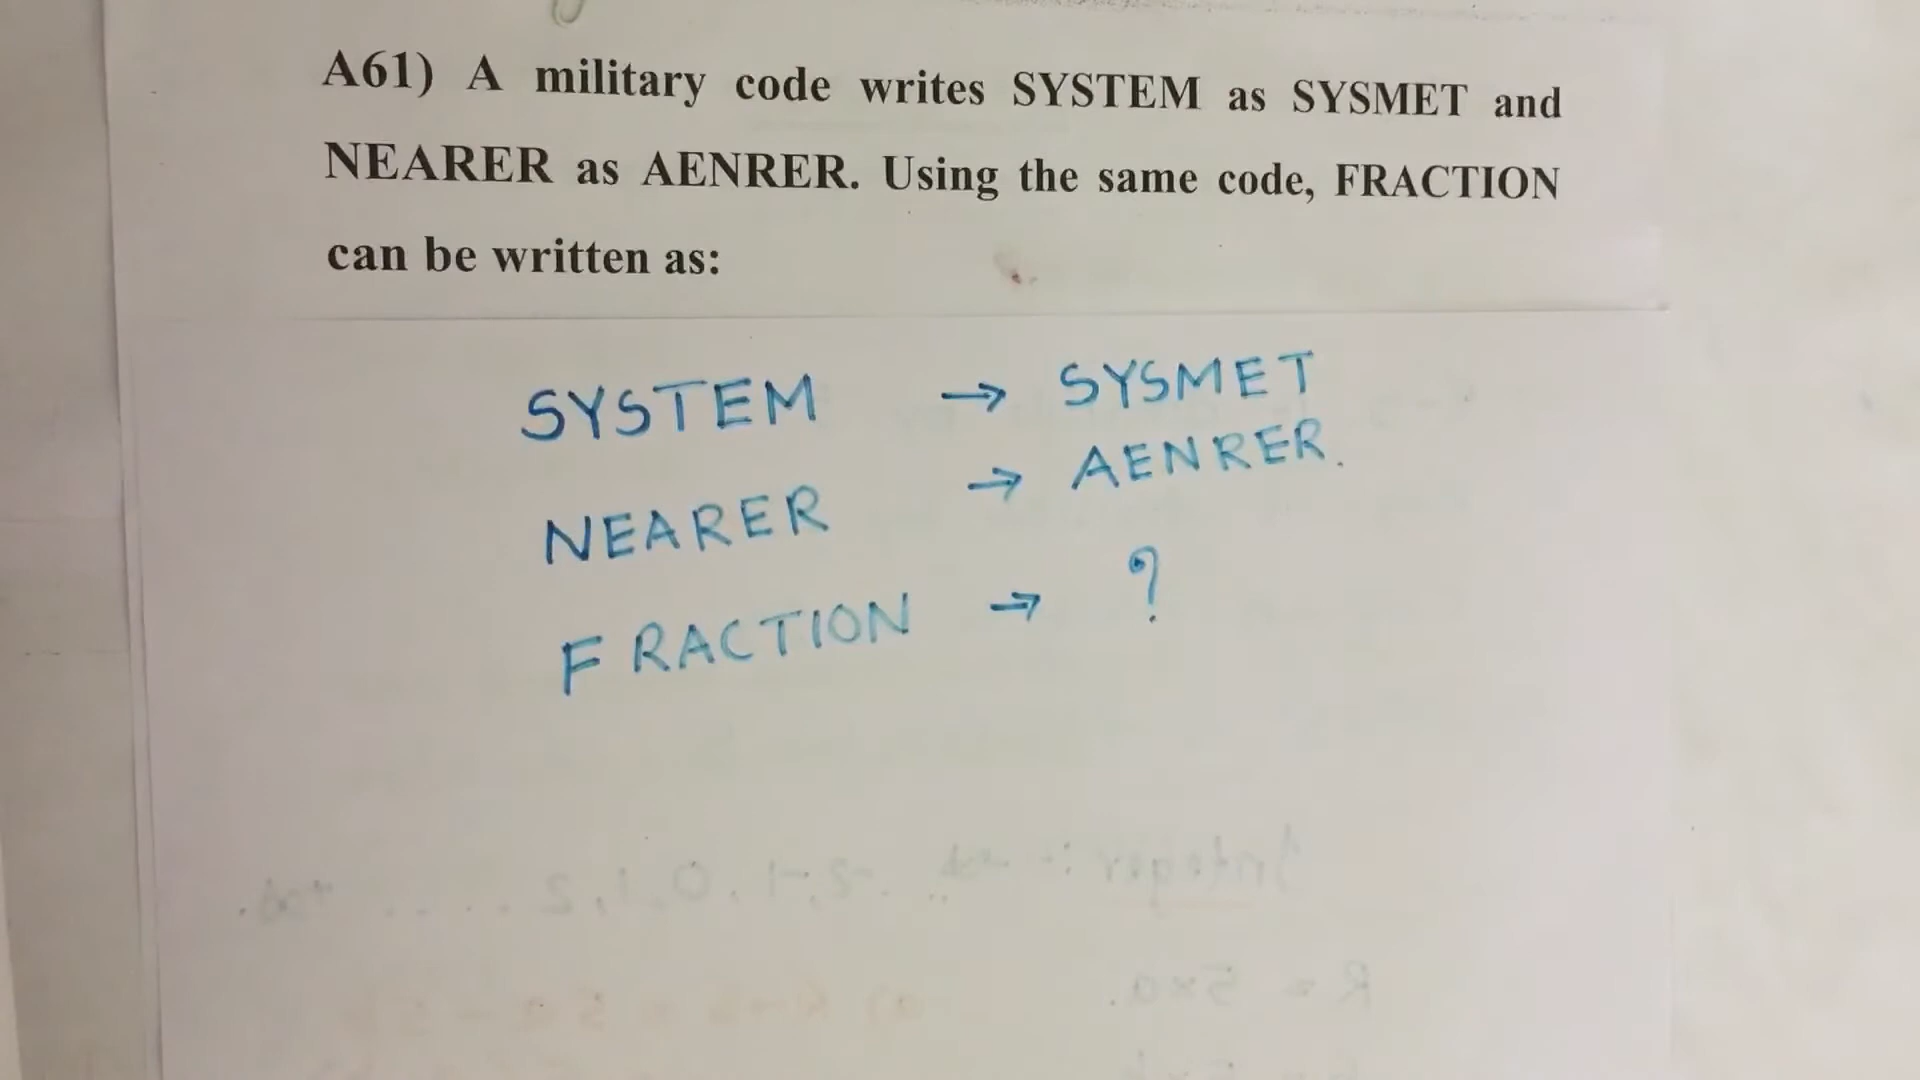 A61) A military code writes SYSTEM as SYSMET and
NEARER as AENRER. Using the same code, FRACTION
can be written as:
SYSTEM → SYSMET
NEARER → AENRER.
FRACTION → ?